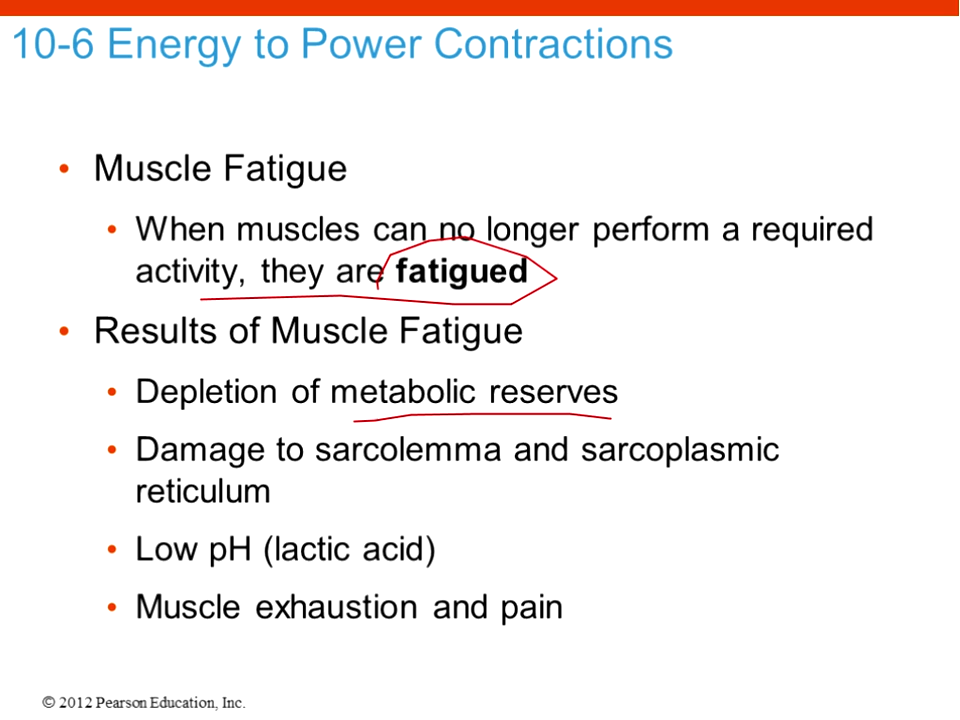 10-6 Energy to Power Contractions
• Muscle Fatigue
• When muscles can no longer perform a required
activity, they are fatigued
• Results of Muscle Fatigue
• Depletion of metabolic reserves
• Damage to sarcolemma and sarcoplasmic
reticulum
• Low pH (lactic acid)
• Muscle exhaustion and pain
© 2012 Pearson Education, Inc.